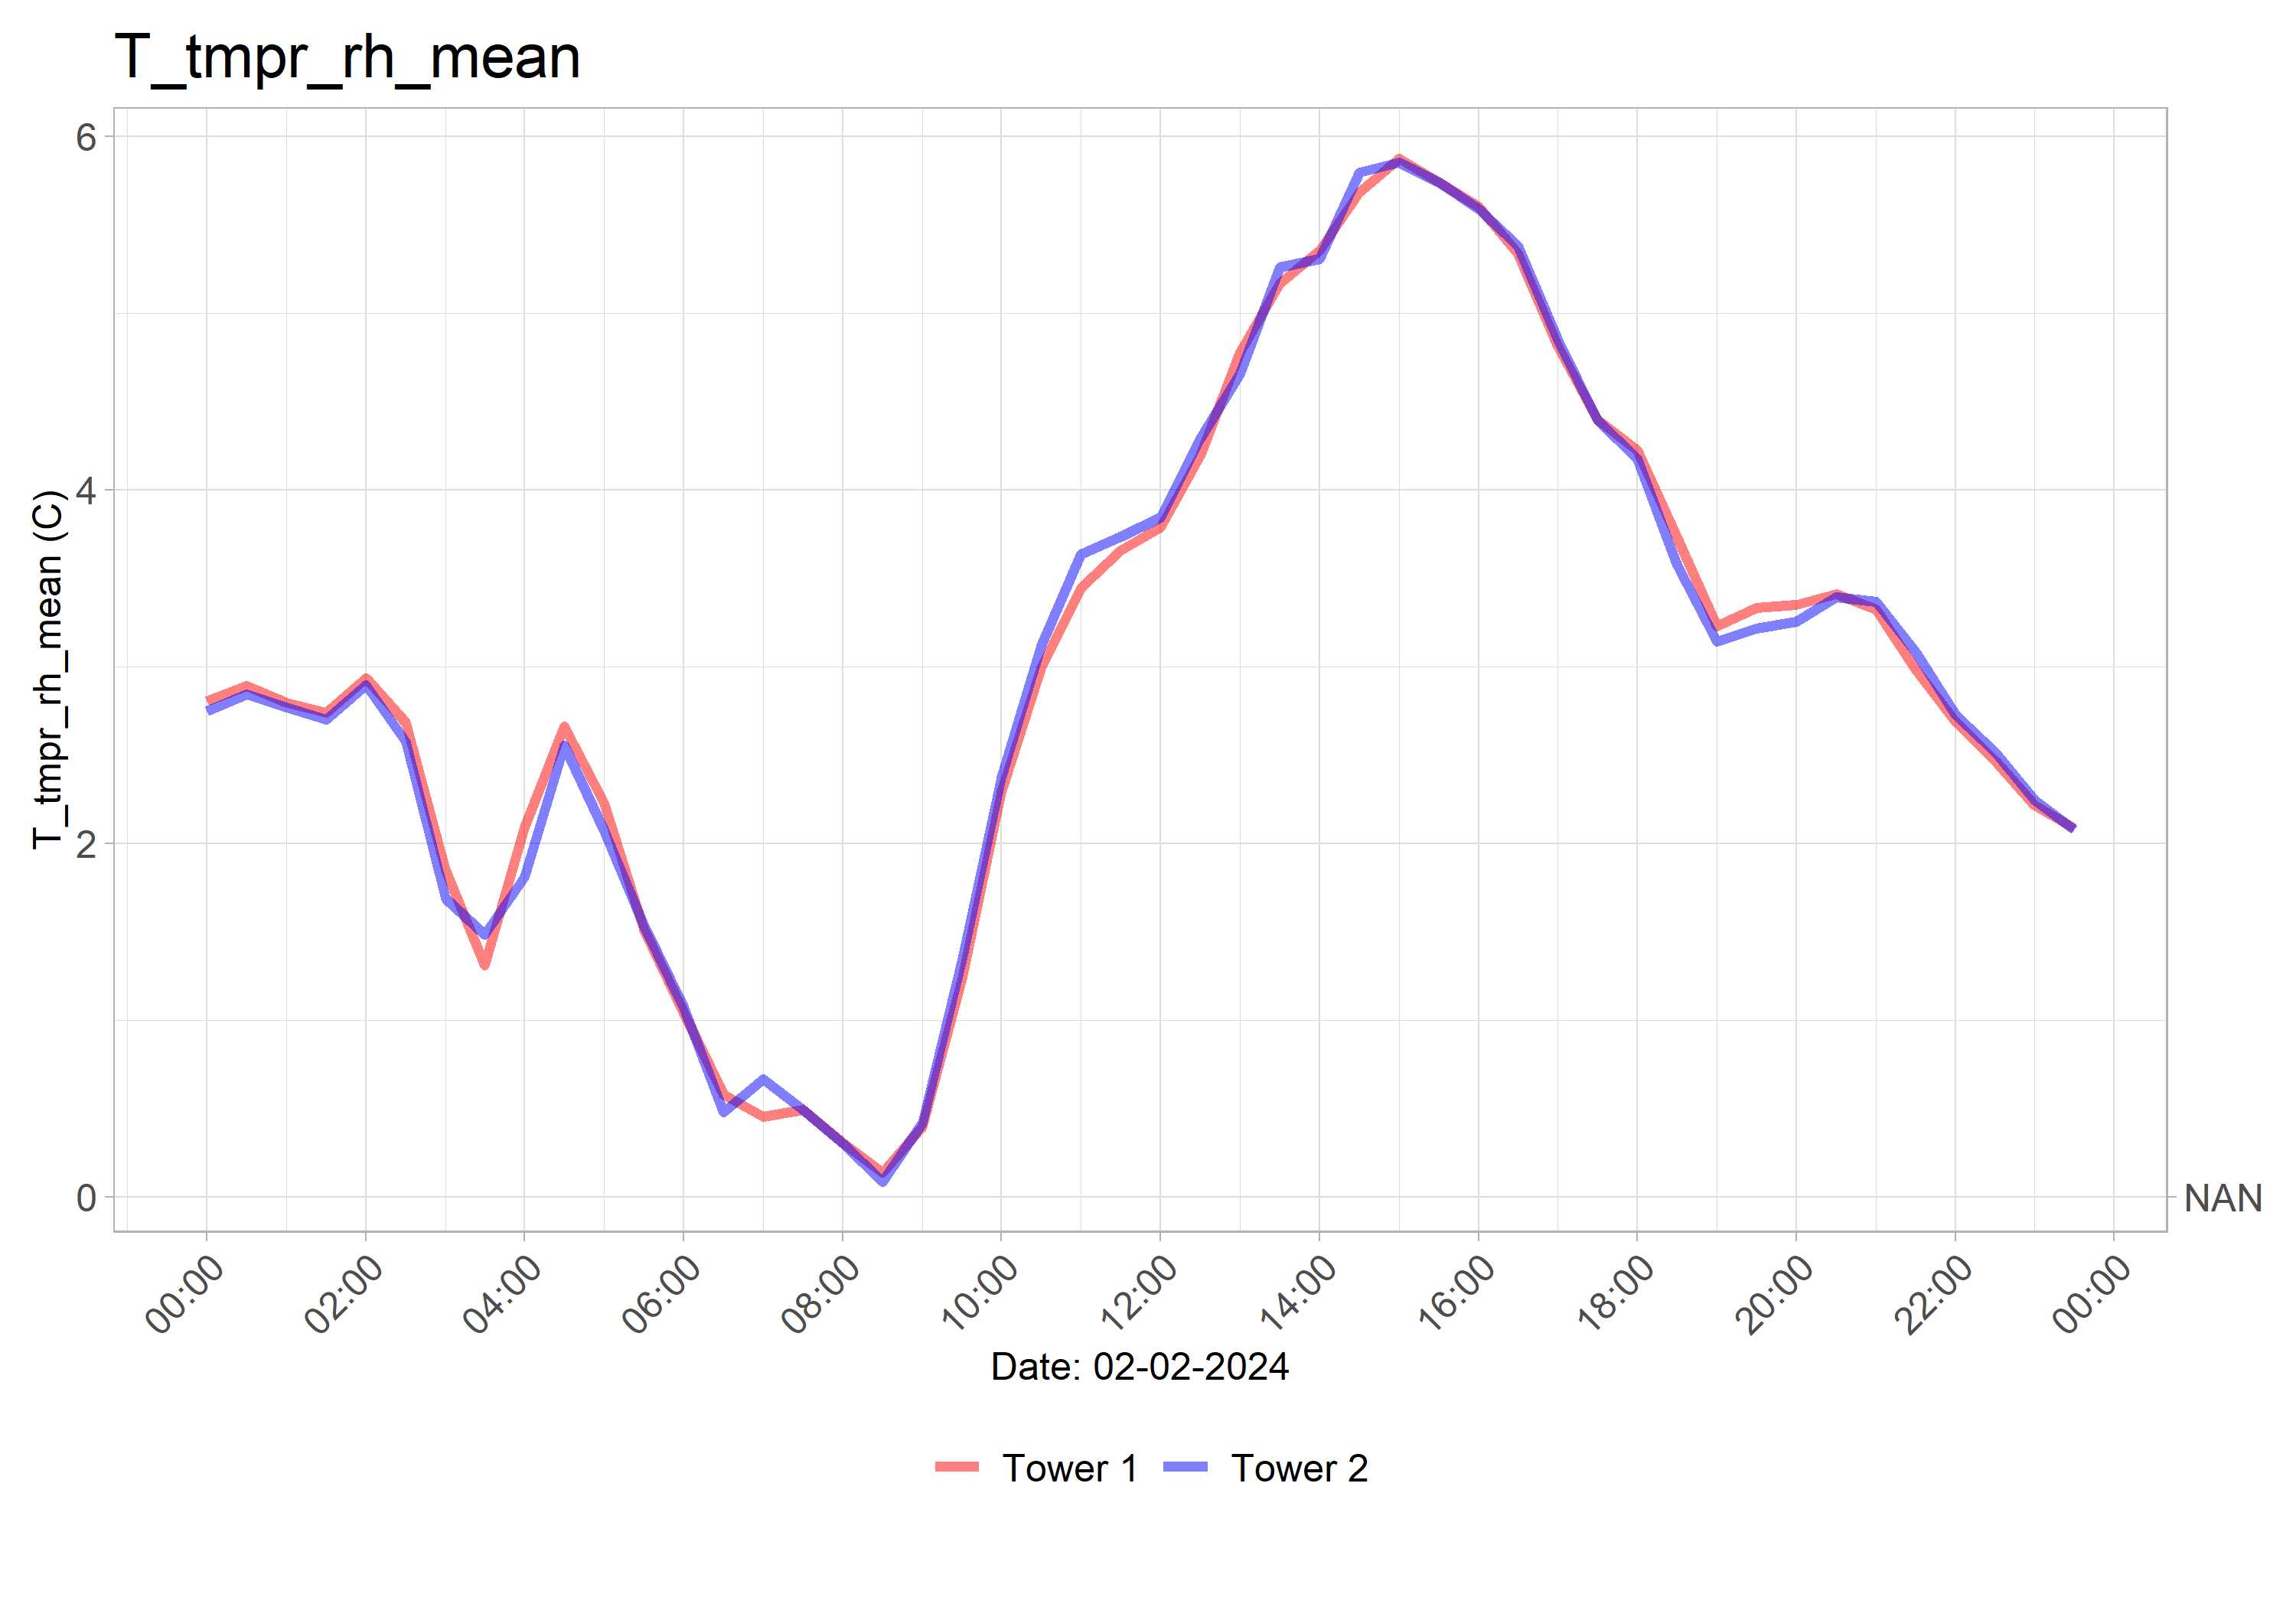 T_tmpr_rh_mean
T_tmpr_rh_mean (C)
6
4
2
0
NAN
00:00 02:00 04:00 06:00 08:00 10:00 12:00 14:00 16:00 18:00 20:00 22:00 00:00
Date: 02-02-2024
Tower 1 Tower 2